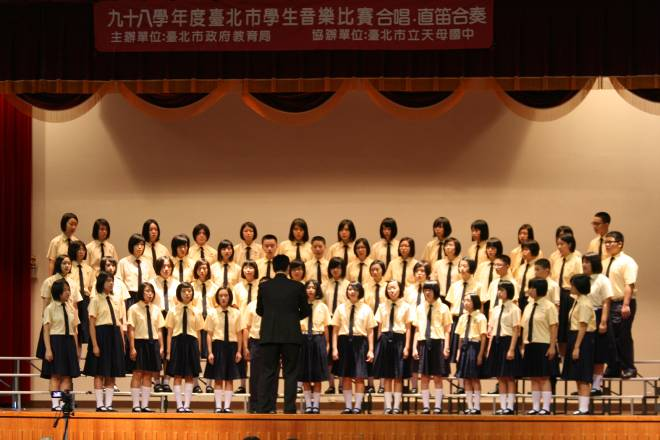 九十八學年度臺北市學生音樂比賽合唱.直笛合奏
主辦單位:臺北市政府教育局 協辦單位:臺北市立天母國中